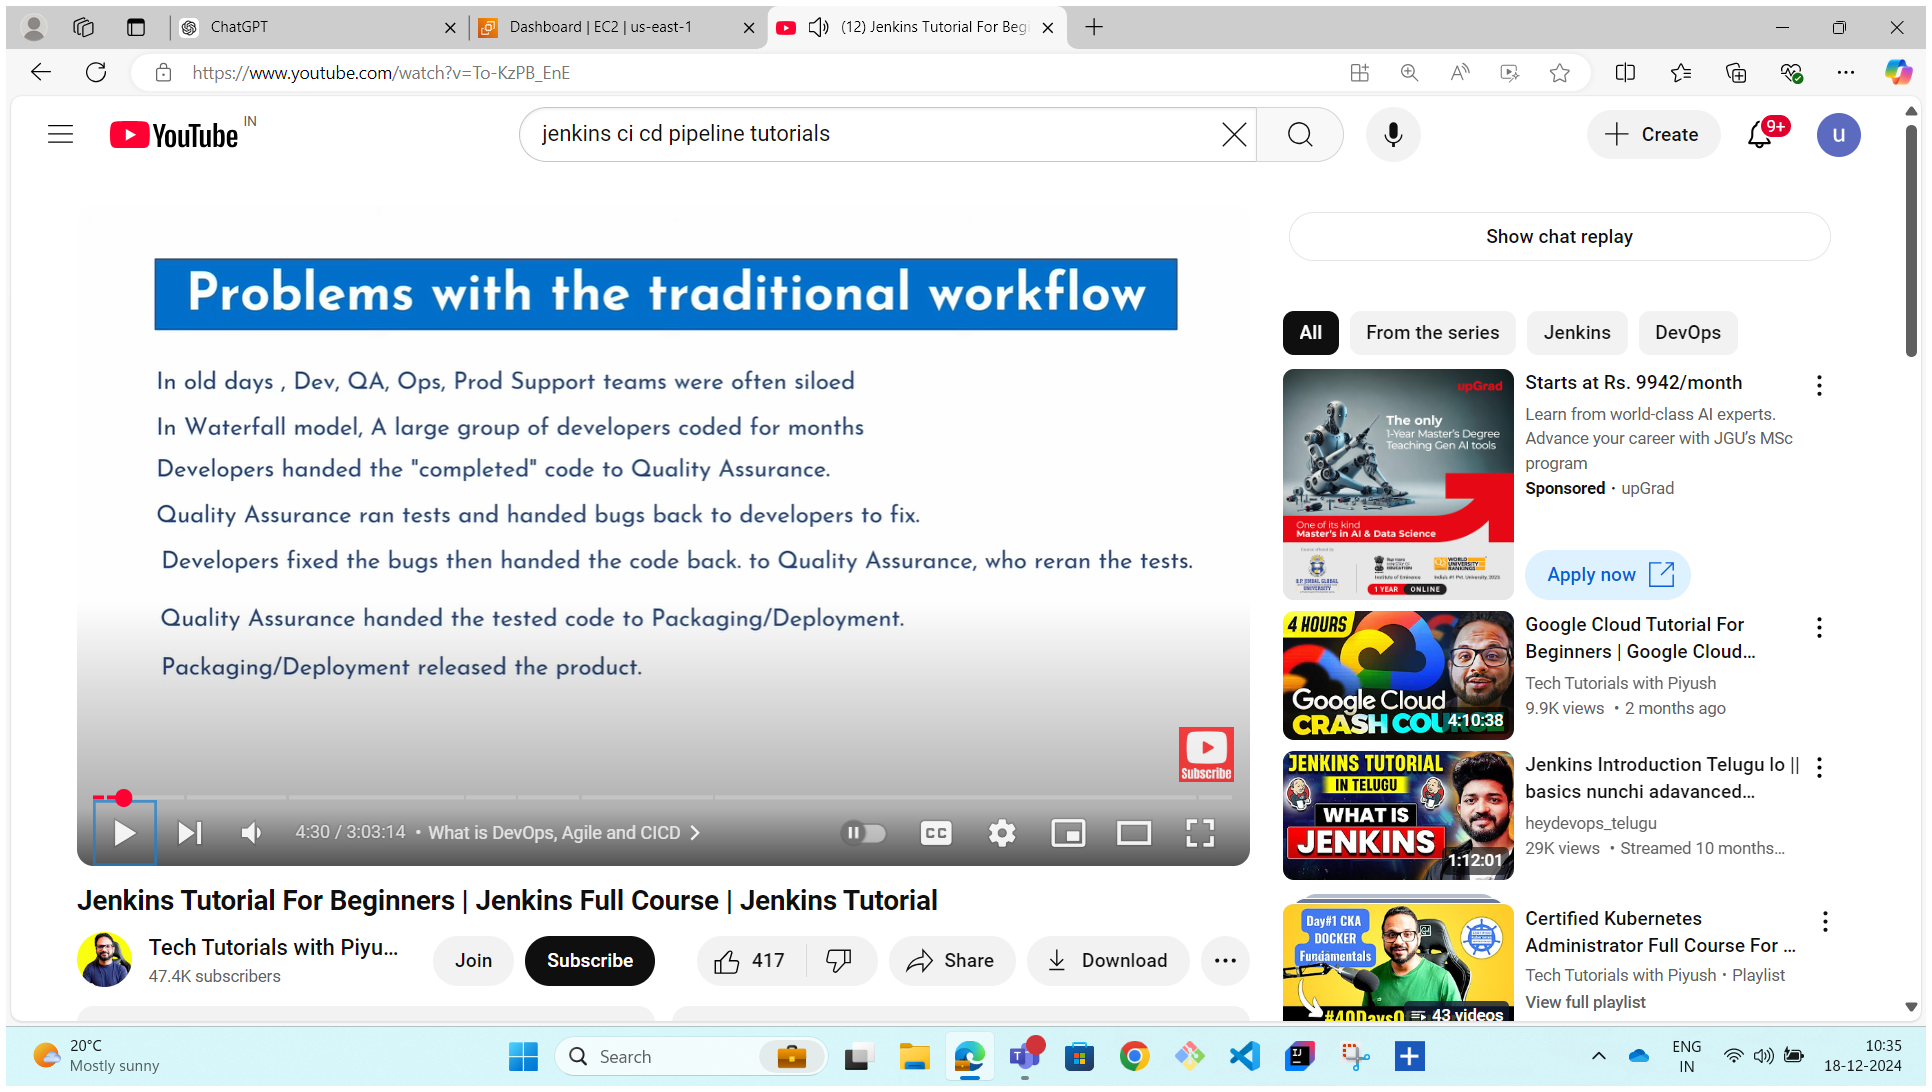 ChatGPT
Dashboard | EC2 | us-east-1
(12) Jenkins Tutorial For Begi
https://www.youtube.com/watch?v=To-KzPB_EnE
YouTube IN
jenkins ci cd pipeline tutorials
Create
9+
u
Problems with the traditional workflow
In old days , Dev, QA, Ops, Prod Support teams were often siloed
In Waterfall model, A large group of developers coded for months
Developers handed the "completed" code to Quality Assurance.
Quality Assurance ran tests and handed bugs back to developers to fix.
Developers fixed the bugs then handed the code back. to Quality Assurance, who reran the tests.
Quality Assurance handed the tested code to Packaging/Deployment.
Packaging/Deployment released the product.
Subscribe
4:30 / 3:03:14 • What is DevOps, Agile and CICD
CC
Jenkins Tutorial For Beginners | Jenkins Full Course | Jenkins Tutorial
Tech Tutorials with Piyu...
47.4K subscribers
Join
Subscribe
417
Share
Download
Show chat replay
All
From the series
Jenkins
DevOps
upGrad
The only
1-Year Master's Degree
Teaching Gen AI tools
One of its kind
Master's in AI & Data Science
1 YEAR ONLINE
Starts at Rs. 9942/month
Learn from world-class AI experts.
Advance your career with JGU's MSc
program
Sponsored · upGrad
Apply now
4 HOURS
Google Cloud
CRASH COURSE
4:10:38
Google Cloud Tutorial For
Beginners | Google Cloud...
Tech Tutorials with Piyush
9.9K views • 2 months ago
JENKINS TUTORIAL
IN TELUGU
WHAT IS
JENKINS
1:12:01
Jenkins Introduction Telugu lo ||
basics nunchi adavanced...
heydevops_telugu
29K views • Streamed 10 months...
Day#1 CKA
DOCKER
Fundamentals
#40DaysO
43 videos
Certified Kubernetes
Administrator Full Course For ...
Tech Tutorials with Piyush • Playlist
View full playlist
20°C
Mostly sunny
Search
ENG
IN
10:35
18-12-2024